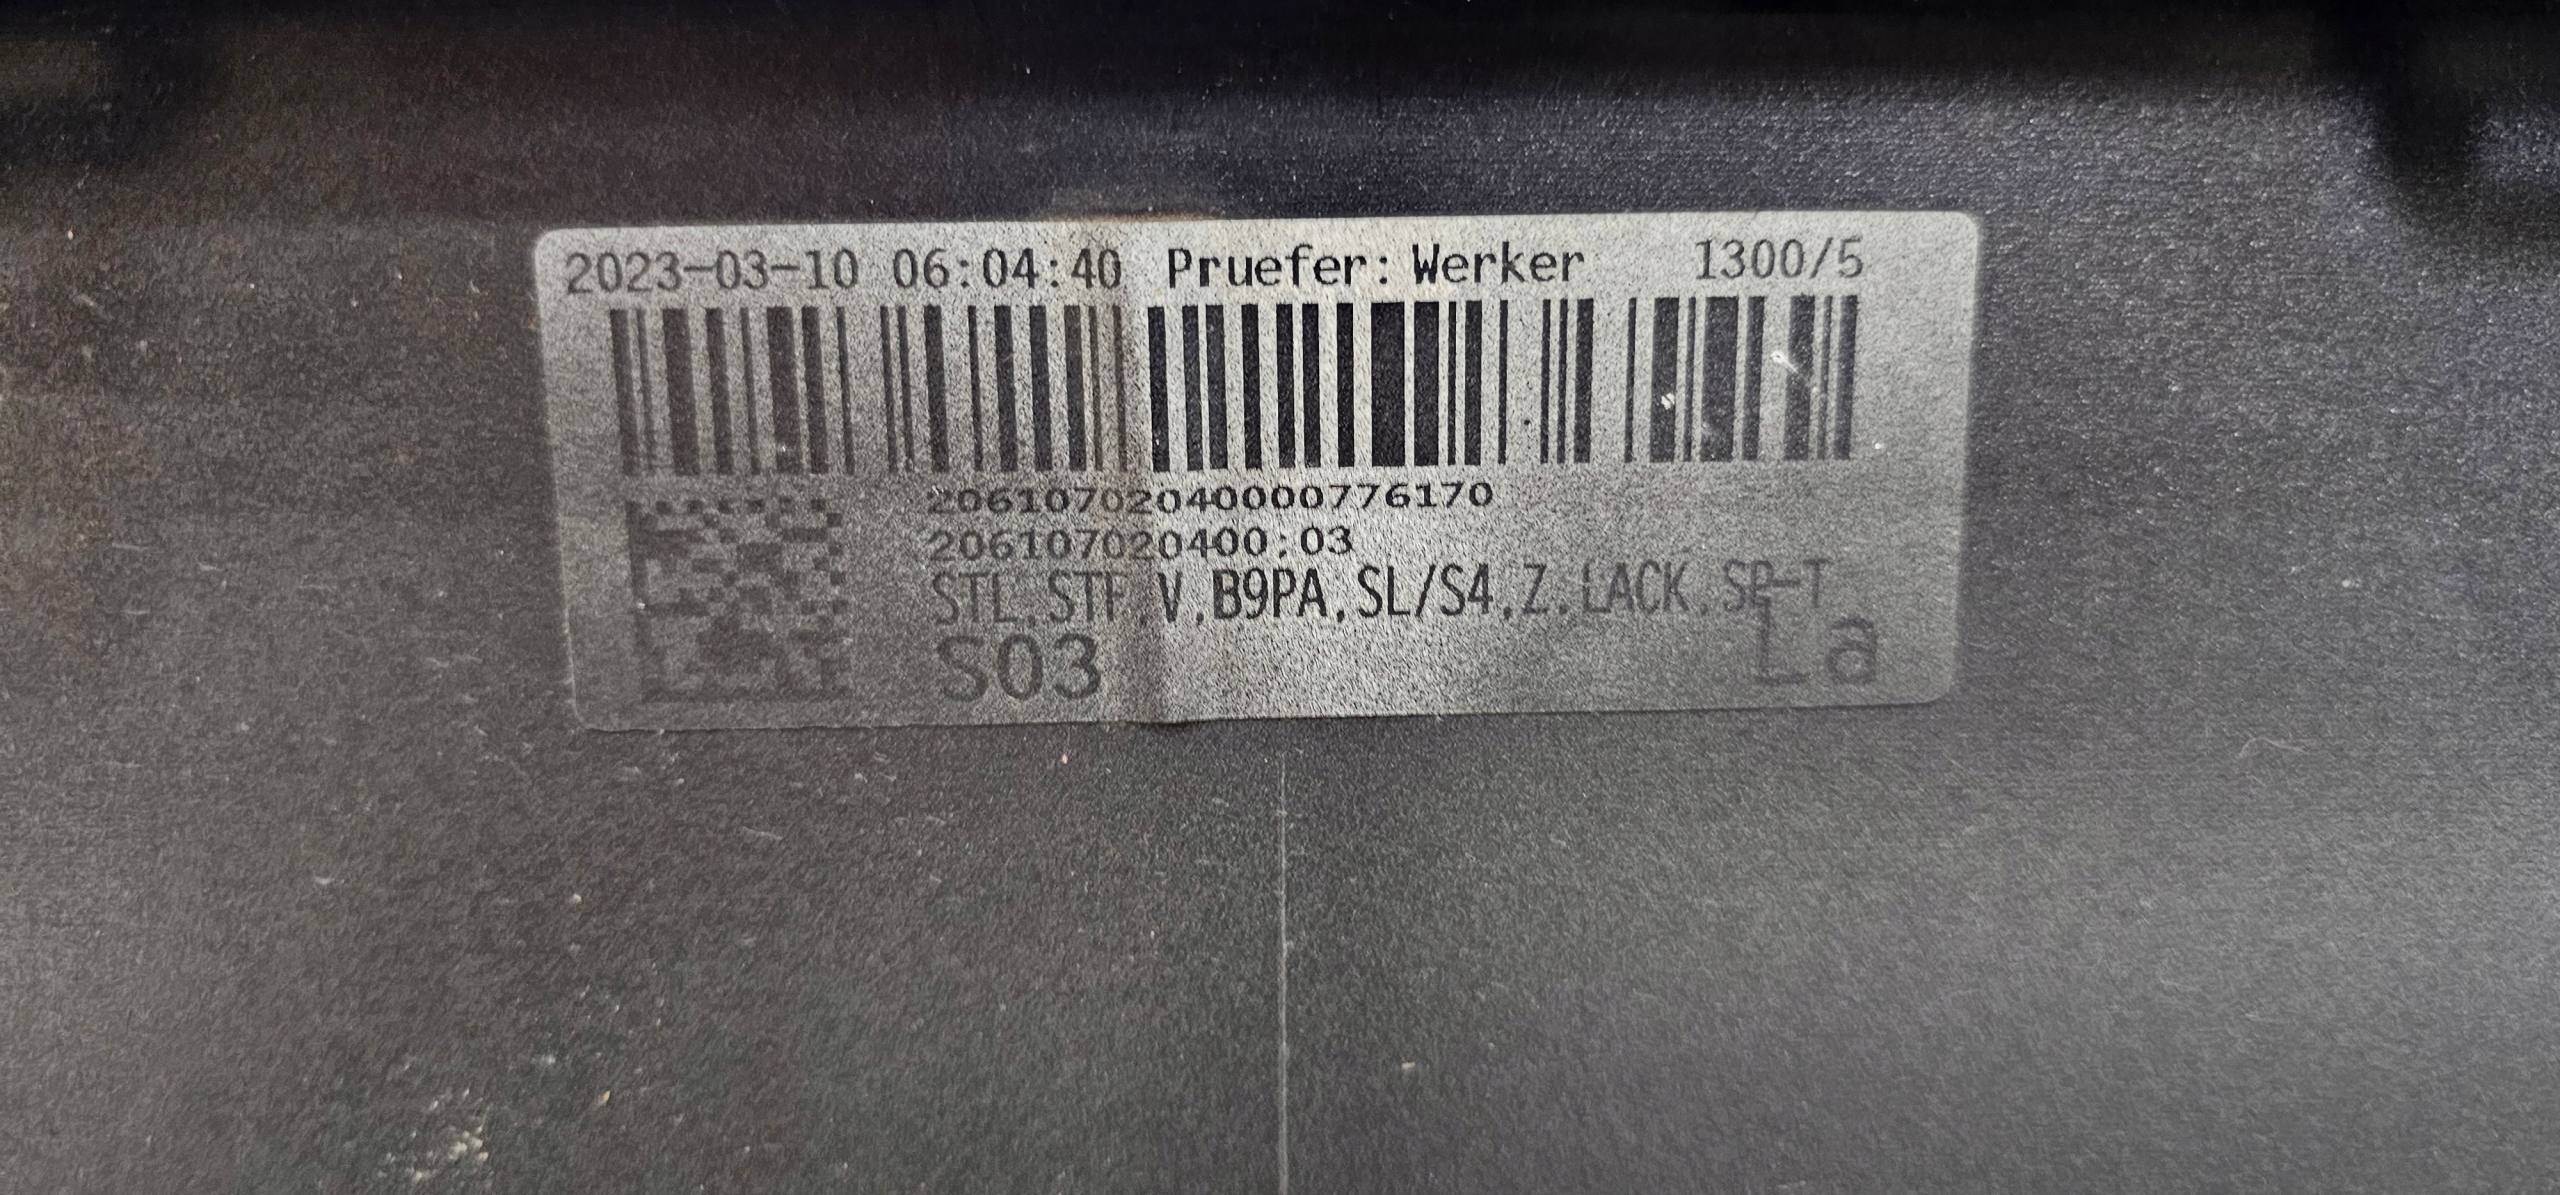 2023-03-10 06:04:40 Pruefer: Werker 1300/5
20610702040000776170
206107020400:03
STL.STF V,B9PA,SL/S4,Z.LACK.SP-T
S03 La